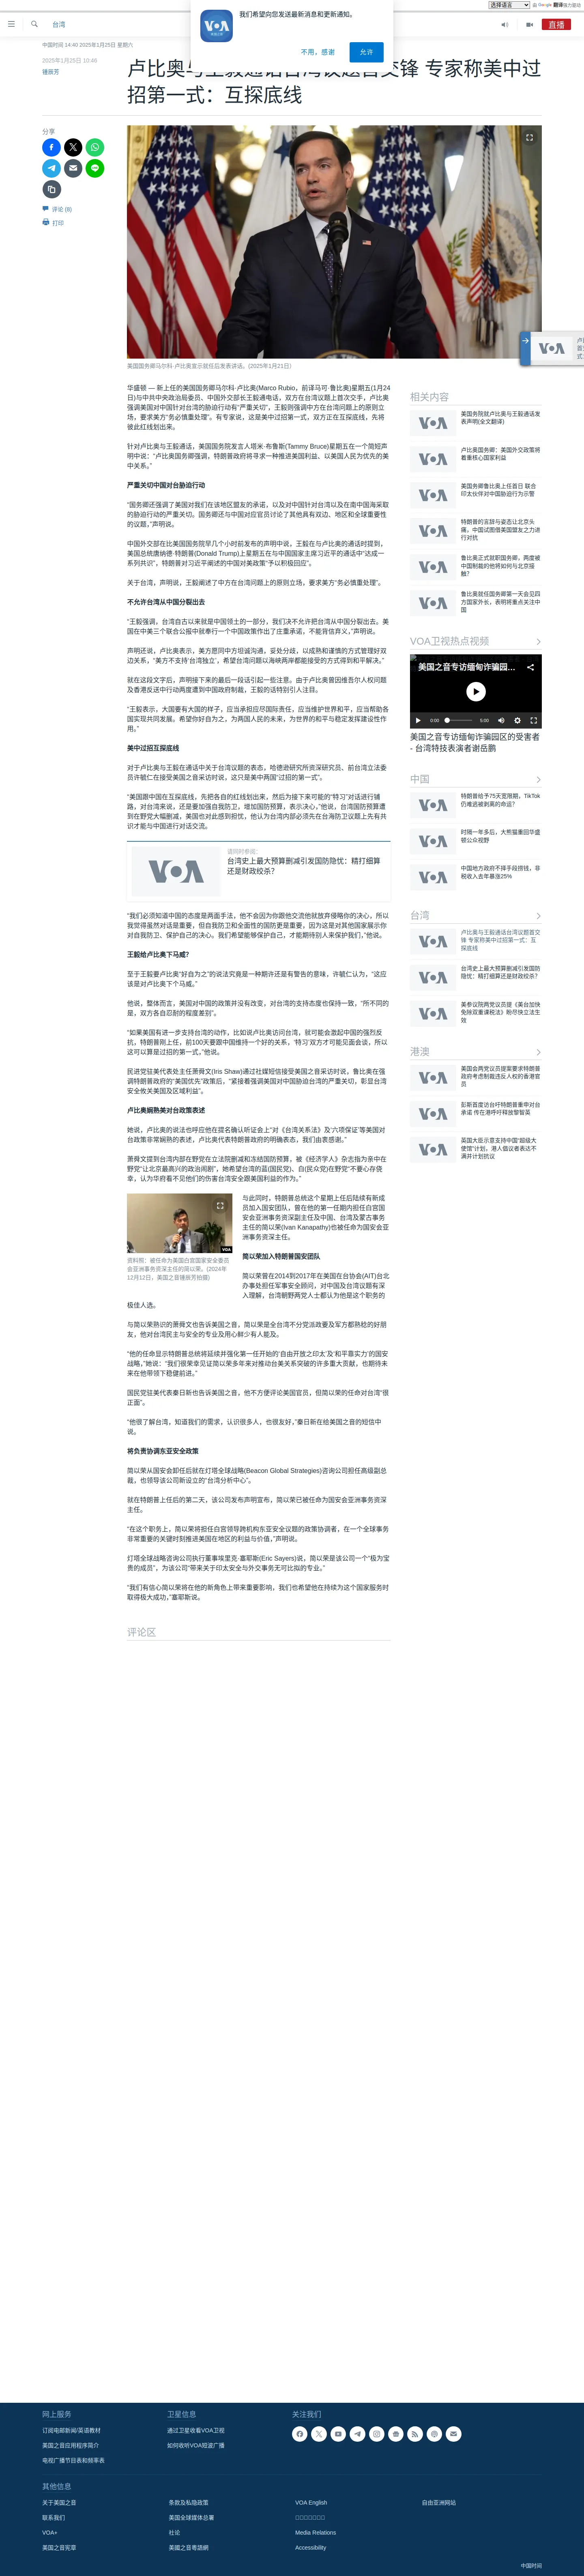 选择语言
由 Google 翻译强力驱动
我们希望向您发送最新消息和更新通知。
不用，感谢
允许
台湾
直播
中国时间 14:40 2025年1月25日 星期六
2025年1月25日 10:46
锺辰芳
卢比奥与王毅通话台湾议题首交锋 专家称美中过
招第一式：互探底线
分享
评论 (8)
打印
美国国务卿马尔科·卢比奥宣示就任后发表讲话。(2025年1月21日）
华盛顿 — 新上任的美国国务卿马尔科·卢比奥(Marco Rubio，前译马可·鲁比奥)星期五(1月24
日)与中共中央政治局委员、中国外交部长王毅通电话，双方在台湾议题上首次交手，卢比奥
强调美国对中国针对台湾的胁迫行动有“严重关切”，王毅则强调中方在台湾问题上的原则立
场，要求美方“务必慎重处理”。有专家说，这是美中过招第一式，双方正在互探底线，先将
彼此红线划出来。
针对卢比奥与王毅通话，美国国务院发言人塔米·布鲁斯(Tammy Bruce)星期五在一个简短声
明中说：“卢比奥国务卿强调，特朗普政府将寻求一种推进美国利益、以美国人民为优先的美
中关系。”
严重关切中国对台胁迫行动
“国务卿还强调了美国对我们在该地区盟友的承诺，以及对中国针对台湾以及在南中国海采取
的胁迫行动的严重关切。国务卿还与中国对应官员讨论了其他具有双边、地区和全球重要性
的议题，”声明说。
中国外交部在比美国国务院早几个小时前发布的声明中说，王毅在与卢比奥的通话时提到，
美国总统唐纳德·特朗普(Donald Trump)上星期五在与中国国家主席习近平的通话中“达成一
系列共识”，特朗普对习近平阐述的中国对美政策“予以积极回应”。
关于台湾，声明说，王毅阐述了中方在台湾问题上的原则立场，要求美方“务必慎重处理”。
不允许台湾从中国分裂出去
“王毅强调，台湾自古以来就是中国领土的一部分，我们决不允许把台湾从中国分裂出去。美
国在中美三个联合公报中就奉行一个中国政策作出了庄重承诺，不能背信弃义，”声明说。
声明还说，卢比奥表示，美方愿同中方坦诚沟通，妥处分歧，以成熟和谨慎的方式管理好双
边关系，“美方不支持‘台湾独立’，希望台湾问题以海峡两岸都能接受的方式得到和平解决。”
就在这段文字后，声明接下来的最后一段话引起一些注意。由于卢比奥曾因维吾尔人权问题
及香港反送中行动两度遭到中国政府制裁，王毅的话特别引人注目。
“王毅表示，大国要有大国的样子，应当承担应尽国际责任，应当维护世界和平，应当帮助各
国实现共同发展。希望你好自为之，为两国人民的未来，为世界的和平与稳定发挥建设性作
用。”
美中过招互探底线
对于卢比奥与王毅在通话中关于台湾议题的表态，哈德逊研究所资深研究员、前台湾立法委
员许毓仁在接受美国之音采访时说，这只是美中两国“过招的第一式”。
“美国跟中国在互探底线，先把各自的红线划出来，然后为接下来可能的‘特习’对话进行铺
路，对台湾来说，还是要加强自我防卫，增加国防预算，表示决心，”他说，台湾国防预算遭
到在野党大幅删减，美国也对此感到担忧，他认为台湾内部必须先在台海防卫议题上先有共
识才能与中国进行对话交流。
请同时参阅:
台湾史上最大预算删减引发国防隐忧：精打细算
还是财政绞杀？
“我们必须知道中国的态度是两面手法，他不会因为你跟他交流他就放弃侵略你的决心，所以
我觉得虽然对话是重要，但自我防卫和全面性的国防更是重要，因为这是对其他国家展示你
对自我防卫、保护自己的决心。我们希望能够保护自己，才能期待别人来保护我们，”他说。
王毅给卢比奥下马威?
至于王毅要卢比奥“好自为之”的说法究竟是一种期许还是有警告的意味，许毓仁认为，“这应
该是对卢比奥下个马威。”
他说，整体而言，美国对中国的政策并没有改变，对台湾的支持态度也保持一致，“所不同的
是，双方各自忍耐的程度差别”。
“如果美国有进一步支持台湾的动作，比如说卢比奥访问台湾，就可能会激起中国的强烈反
抗，特朗普刚上任，前100天要跟中国维持一个好的关系，‘特习’双方才可能见面会谈，所以
这可以算是过招的第一式，”他说。
民进党驻美代表处主任萧舜文(Iris Shaw)通过社媒短信接受美国之音采访时说，鲁比奥在强
调特朗普政府的“美国优先”政策后，“紧接着强调美国对中国胁迫台湾的严重关切，彰显台湾
安全攸关美国及区域利益”。
卢比奥娴熟美对台政策表述
她说，卢比奥的说法也呼应他在提名确认听证会上“对《台湾关系法》及‘六项保证’等美国对
台政策非常娴熟的表述，卢比奥代表特朗普政府的明确表态，我们由衷感谢。”
萧舜文提到台湾内部在野党在立法院删减和冻结国防预算，被《经济学人》杂志指为亲中在
野党“让北京最高兴的政治闹剧”，她希望台湾的蓝(国民党)、白(民众党)在野党“不要心存侥
幸，认为华府看不见他们的伤害台湾安全跟美国利益的作为。”
VOA
资料照：被任命为美国白宫国家安全委员
会亚洲事务资深主任的简以荣。(2024年
12月12日，美国之音锺辰芳拍摄)
与此同时，特朗普总统这个星期上任后陆续有新成
员加入国安团队，曾在他的第一任期内担任白宫国
安会亚洲事务资深副主任及中国、台湾及蒙古事务
主任的简以荣(Ivan Kanapathy)也被任命为国安会亚
洲事务资深主任。
简以荣加入特朗普国安团队
简以荣曾在2014到2017年在美国在台协会(AIT)台北
办事处担任军事安全顾问，对中国及台湾议题有深
入理解，台湾朝野两党人士都认为他是这个职务的
极佳人选。
与简以荣熟识的萧舜文也告诉美国之音，简以荣是全台湾不分党派政要及军方都熟稔的好朋
友，他对台湾民主与安全的专业及用心鲜少有人能及。
“他的任命显示特朗普总统将延续并强化第一任开始的‘自由开放之印太’及‘和平靠实力’的国安
战略，”她说：“我们很荣幸见证简以荣多年来对推动台美关系突破的许多重大贡献，也期待未
来在他带领下稳健前进。”
国民党驻美代表秦日新也告诉美国之音，他不方便评论美国官员，但简以荣的任命对台湾“很
正面”。
“他很了解台湾，知道我们的需求，认识很多人，也很友好，”秦日新在给美国之音的短信中
说。
将负责协调东亚安全政策
简以荣从国安会卸任后就在灯塔全球战略(Beacon Global Strategies)咨询公司担任高级副总
裁，也领导该公司新设立的“台湾分析中心”。
就在特朗普上任后的第二天，该公司发布声明宣布，简以荣已被任命为国安会亚洲事务资深
主任。
“在这个职务上，简以荣将担任白宫领导跨机构东亚安全议题的政策协调者，在一个全球事务
非常重要的关键时刻推进美国在地区的利益与价值，”声明说。
灯塔全球战略咨询公司执行董事埃里克·塞耶斯(Eric Sayers)说，简以荣是该公司一个“极为宝
贵的成员”，为该公司“带来关于印太安全与外交事务无可比拟的专业。”
“我们有信心简以荣将在他的新角色上带来重要影响，我们也希望他在持续为这个国家服务时
取得极大成功，”塞耶斯说。
评论区
相关内容
美国务院就卢比奥与王毅通话发
表声明(全文翻译)
卢比奥国务卿：美国外交政策将
着重核心国家利益
美国务卿鲁比奥上任首日 联合
印太伙伴对中国胁迫行为示警
特朗普的言辞与姿态让北京头
痛，中国试图借美国盟友之力进
行对抗
鲁比奥正式就职国务卿，两度被
中国制裁的他将如何与北京接
触？
鲁比奥就任国务卿第一天会见四
方国家外长，表明将重点关注中
国
VOA卫视热点视频
美国之音专访缅甸诈骗园…
0:00
5:00
美国之音专访缅甸诈骗园区的受害者
- 台湾特技表演者谢岳鹏
中国
特朗普给予75天宽限期，TikTok
仍难逃被剥离的命运？
时隔一年多后，大熊猫重回华盛
顿公众视野
中国地方政府不择手段捞钱，非
税收入去年暴涨25%
台湾
卢比奥与王毅通话台湾议题首交
锋 专家称美中过招第一式：互
探底线
台湾史上最大预算删减引发国防
隐忧：精打细算还是财政绞杀？
美参议院两党议员提《美台加快
免除双重课税法》盼尽快立法生
效
港澳
美国会两党议员提案要求特朗普
政府考虑制裁违反人权的香港官
员
彭斯首度访台吁特朗普重申对台
承诺 传在港呼吁释放黎智英
英国大臣示意支持中国“超级大
使馆”计划，港人倡议者表达不
满并计划抗议
网上服务
订阅电邮新闻/英语教材
美国之音应用程序简介
电视广播节目表和频率表
卫星信息
通过卫星收看VOA卫视
如何收听VOA短波广播
关注我们
其他信息
关于美国之音
条款及私隐政策
VOA English
自由亚洲网站
联系我们
美国全球媒体总署
VOA+
社论
Media Relations
美国之音宪章
美國之音粵語網
Accessibility
中国时间